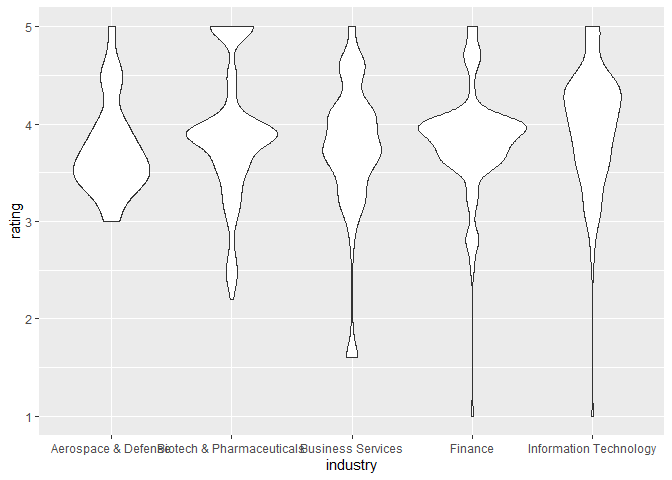 5
4
3
2
1
rating
Aerospace & Defense Biotech & Pharmaceuticals Business Services Finance Information Technology
industry